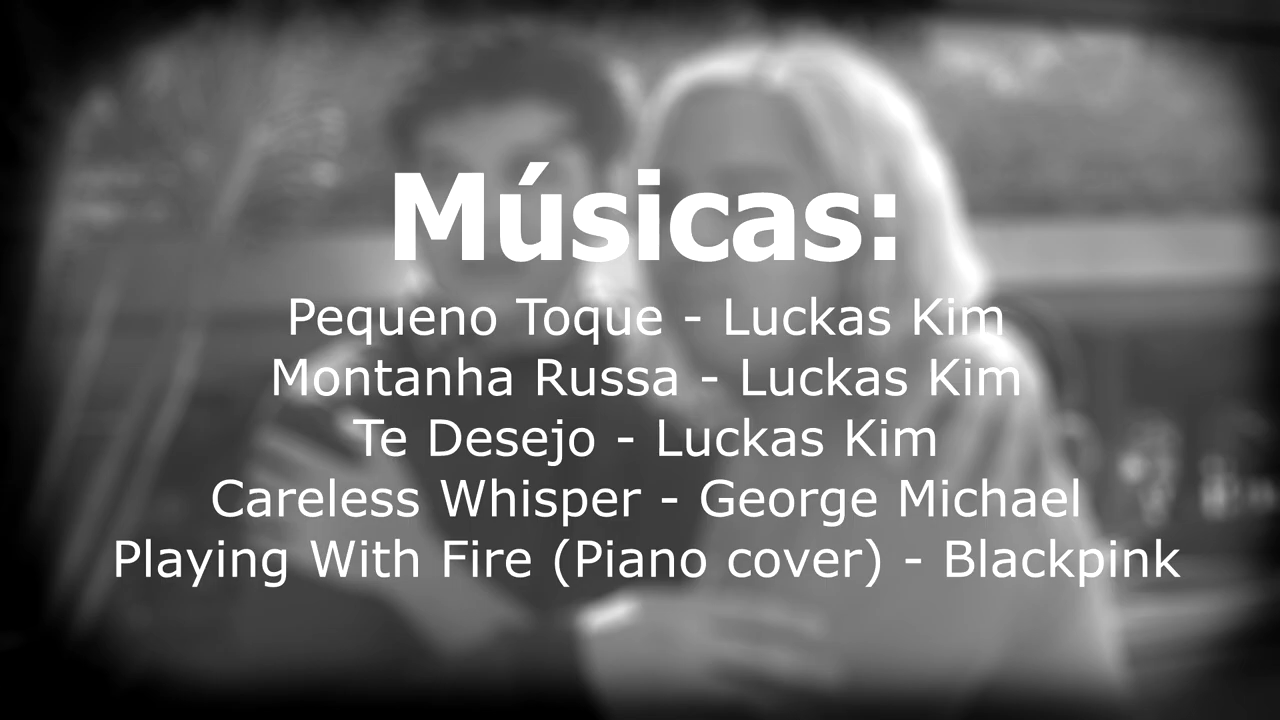 Músicas:
Pequeno Toque - Luckas Kim
Montanha Russa - Luckas Kim
Te Desejo - Luckas Kim
Careless Whisper - George Michael
Playing With Fire (Piano cover) - Blackpink